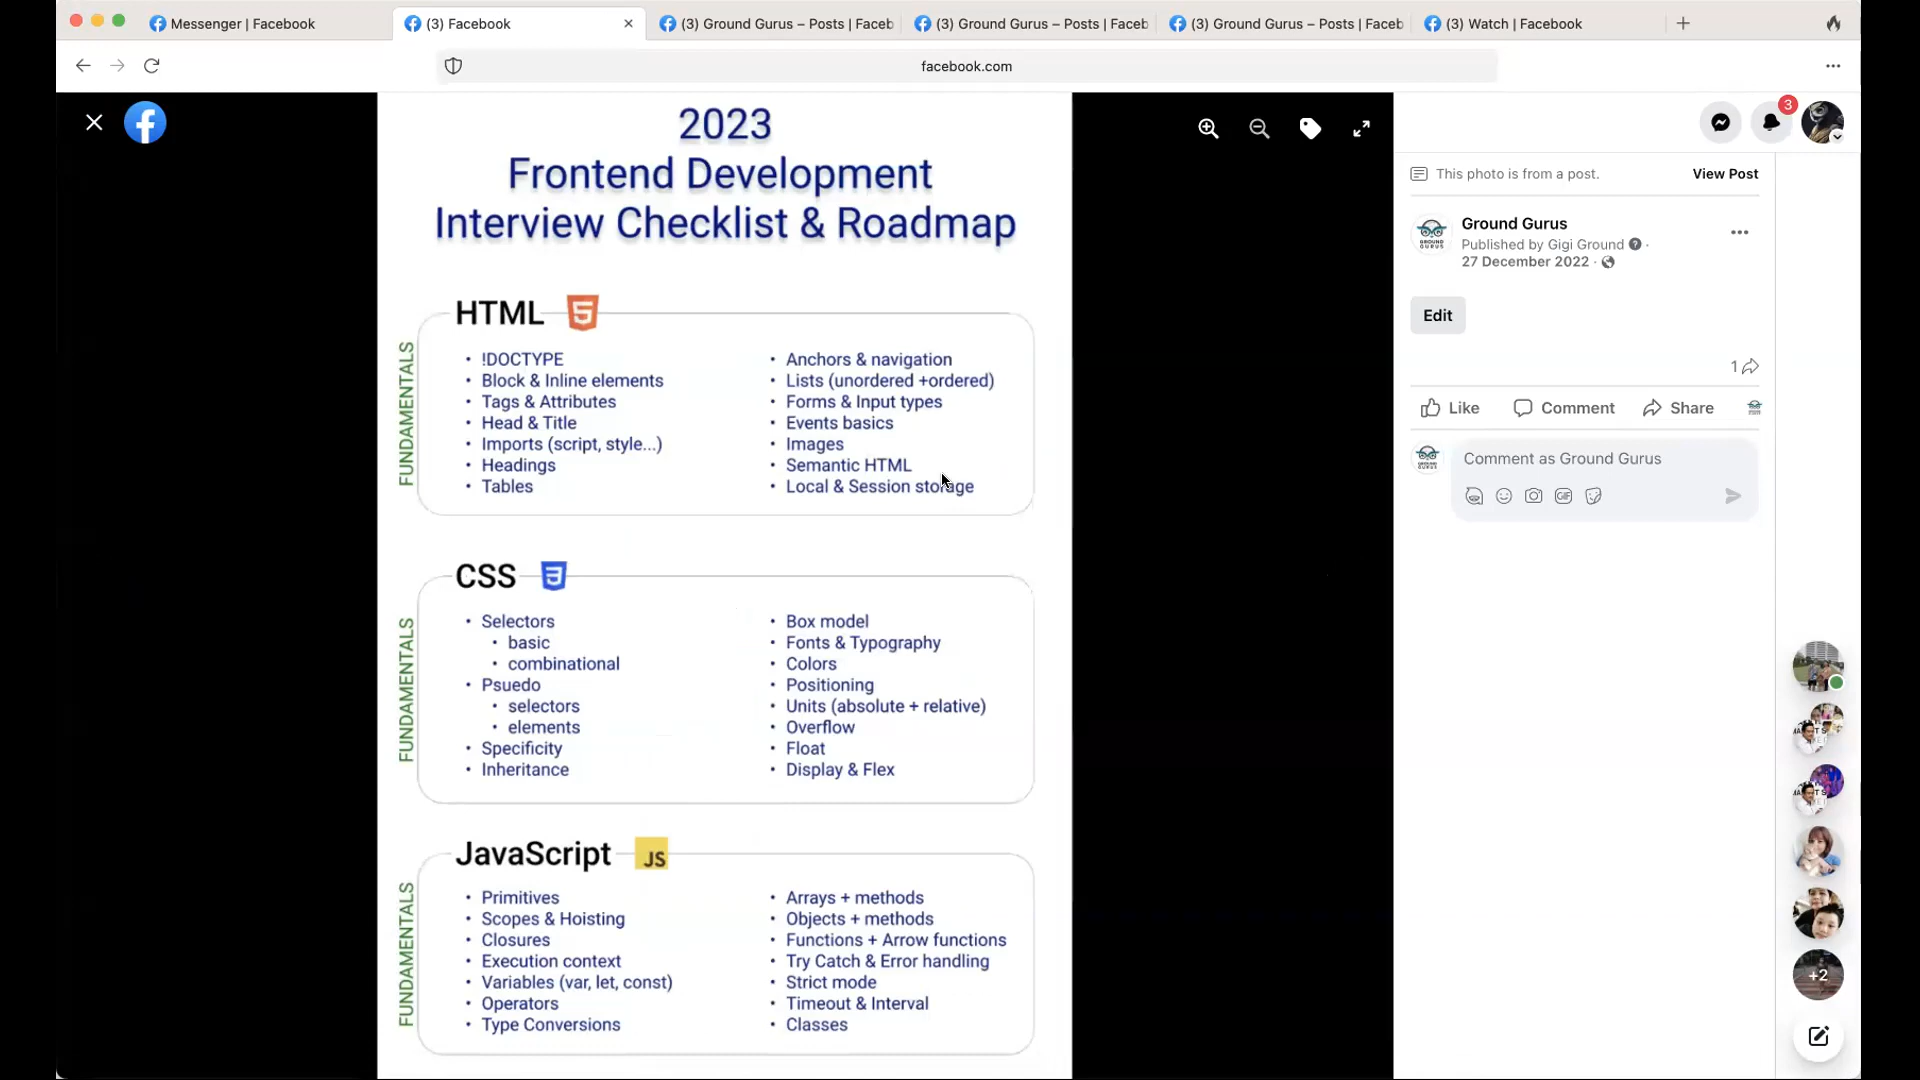 Messenger | Facebook
(3) Facebook
(3) Ground Gurus – Posts | Faceb
(3) Ground Gurus – Posts | Faceb
(3) Ground Gurus – Posts | Faceb
(3) Watch | Facebook
facebook.com
2023
Frontend Development
Interview Checklist & Roadmap
HTML
5
FUNDAMENTALS
• !DOCTYPE
• Block & Inline elements
• Tags & Attributes
• Head & Title
• Imports (script, style...)
• Headings
• Tables
• Anchors & navigation
• Lists (unordered +ordered)
• Forms & Input types
• Events basics
• Images
• Semantic HTML
• Local & Session storage
CSS
3
FUNDAMENTALS
• Selectors
• basic
• combinational
• Psuedo
• selectors
• elements
• Specificity
• Inheritance
• Box model
• Fonts & Typography
• Colors
• Positioning
• Units (absolute + relative)
• Overflow
• Float
• Display & Flex
JavaScript
JS
FUNDAMENTALS
• Primitives
• Scopes & Hoisting
• Closures
• Execution context
• Variables (var, let, const)
• Operators
• Type Conversions
• Arrays + methods
• Objects + methods
• Functions + Arrow functions
• Try Catch & Error handling
• Strict mode
• Timeout & Interval
• Classes
3
This photo is from a post.
View Post
GROUND
GURUS
Ground Gurus
Published by Gigi Ground ·
27 December 2022 ·
Edit
1
Like
Comment
Share
Comment as Ground Gurus
GIF
+2